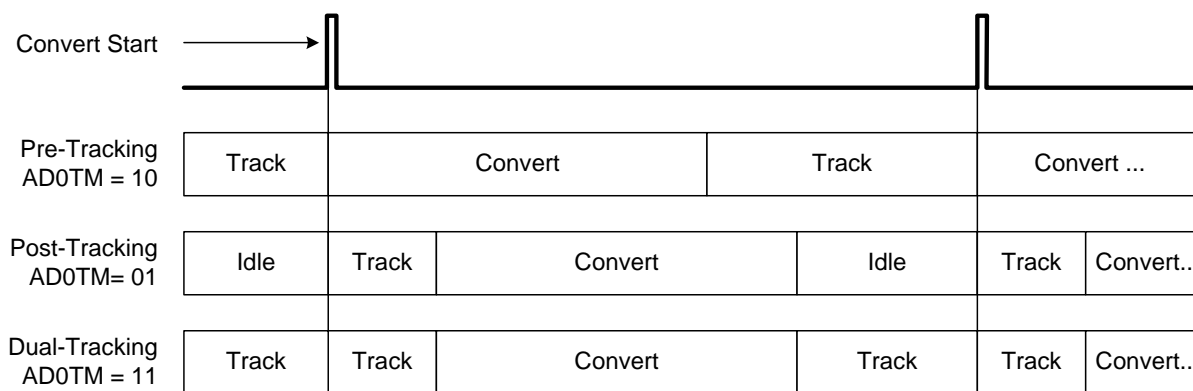 Convert Start
Pre-Tracking
AD0TM = 10
Track Convert Track Convert ...
Post-Tracking
AD0TM= 01
Idle Track Convert Idle Track Convert..
Dual-Tracking
AD0TM = 11
Track Track Convert Track Track Convert..